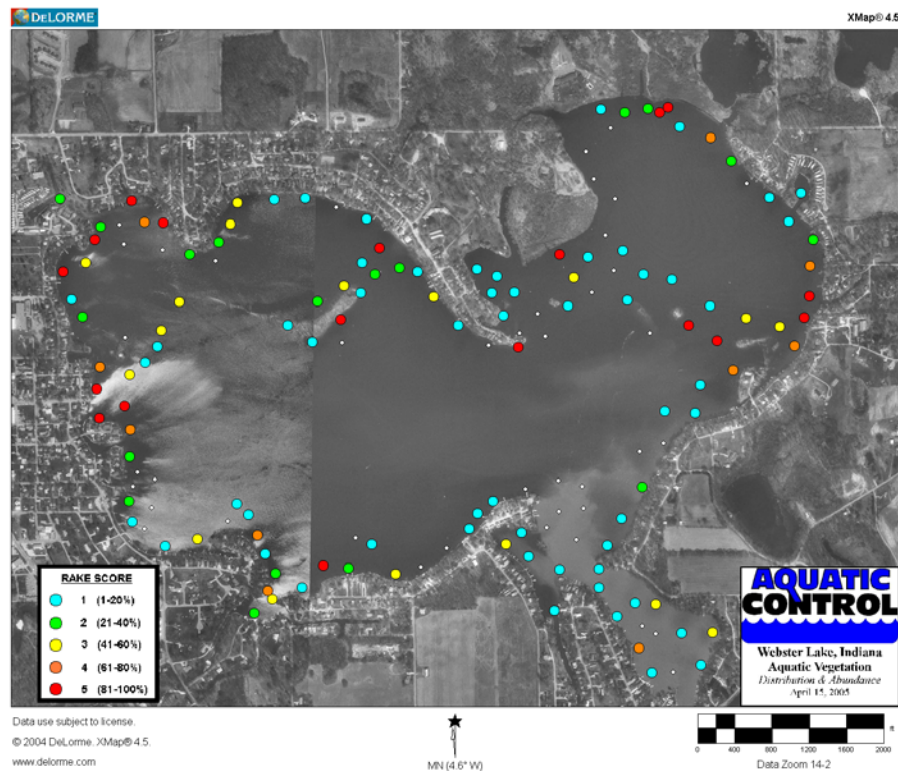 DELORME
XMap® 4.5
RAKE SCORE
1 (1-20%)
2 (21-40%)
3 (41-60%)
4 (61-80%)
5 (81-100%)
AQUATIC
CONTROL
Webster Lake, Indiana
Aquatic Vegetation
Distribution & Abundance
April 15, 2005
Data use subject to license.
© 2004 DeLorme. XMap® 4.5.
www.delorme.com
MN (4.6° W)
ft
0 400 800 1200 1600 2000
Data Zoom 14-2